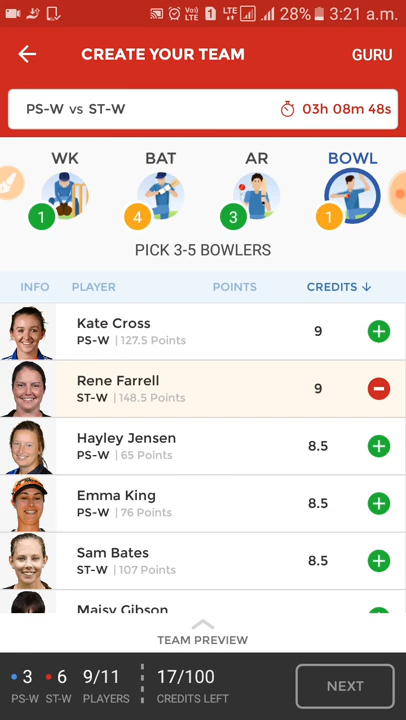 Vo) LTE 1 LTE 28% 3:21 a.m.
CREATE YOUR TEAM GURU
PS-W vs ST-W 03h 08m 48s
WK BAT AR BOWL
1 4 3 1
PICK 3-5 BOWLERS
INFO PLAYER POINTS CREDITS ↓
Kate Cross
PS-W | 127.5 Points 9
Rene Farrell
ST-W | 148.5 Points 9
Hayley Jensen
PS-W | 65 Points 8.5
Emma King
PS-W | 76 Points 8.5
Sam Bates
ST-W | 107 Points 8.5
Maisy Gibson
TEAM PREVIEW
3 6 9/11 17/100 NEXT
PS-W ST-W PLAYERS CREDITS LEFT